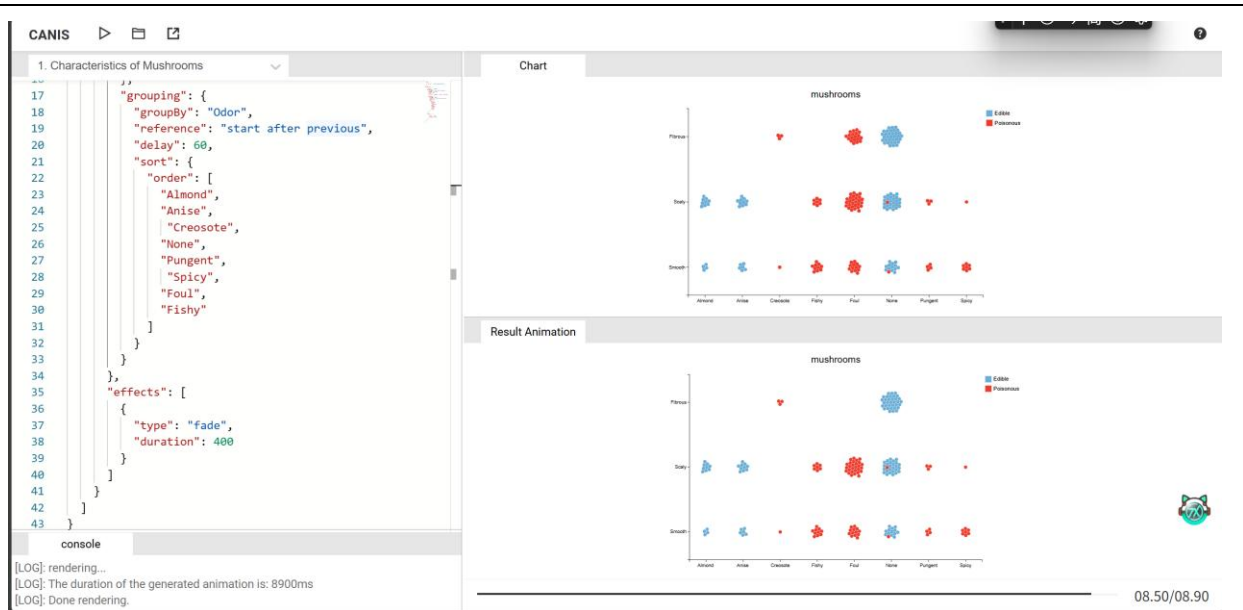 CANIS
1. Characteristics of Mushrooms
17 "grouping": {
18 "groupBy": "Odor",
19 "reference": "start after previous",
20 "delay": 60,
21 "sort": {
22 "order": [
23 "Almond",
24 "Anise",
25 "Creosote",
26 "None",
27 "Pungent",
28 "Spicy",
29 "Foul",
30 "Fishy"
31 ]
32 }
33 }
34 },
35 "effects": [
36 {
37 "type": "fade",
38 "duration": 400
39 }
40 ]
41 }
42 ]
43 }
console
[LOG]: rendering...
[LOG]: The duration of the generated animation is: 8900ms
[LOG]: Done rendering.
Chart
mushrooms
Edible
Poisonous
Fibrous
Scaly
Smooth
Almond Anise Creosote Fishy Foul None Pungent Spicy
Result Animation
mushrooms
Edible
Poisonous
Fibrous
Scaly
Smooth
Almond Anise Creosote Fishy Foul None Pungent Spicy
08.50/08.90